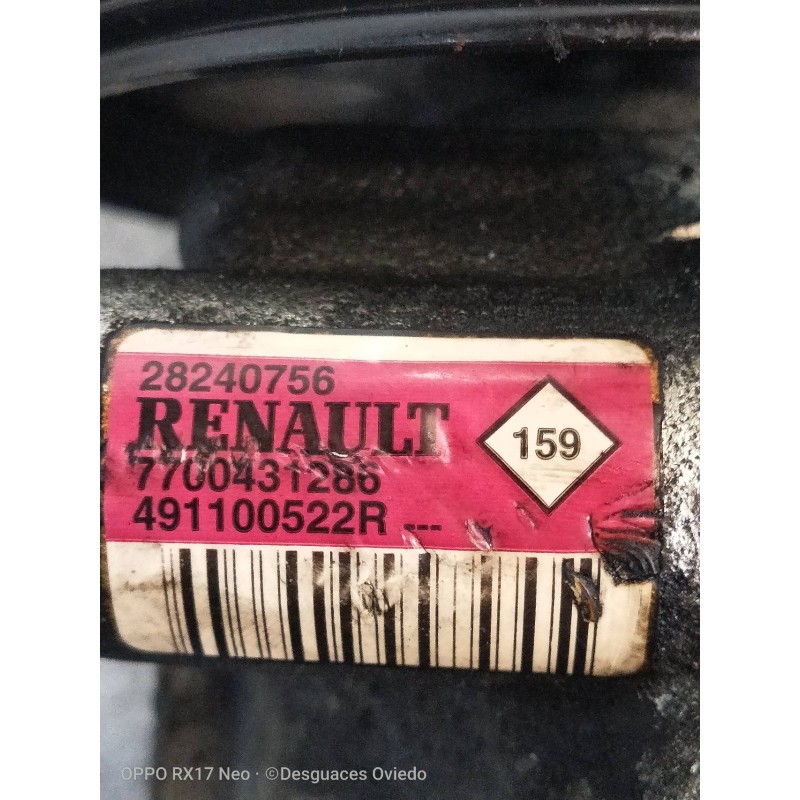 28240756
RENAULT
159
7700431286
491100522R ---
OPPO RX17 Neo · ©Desguaces Oviedo